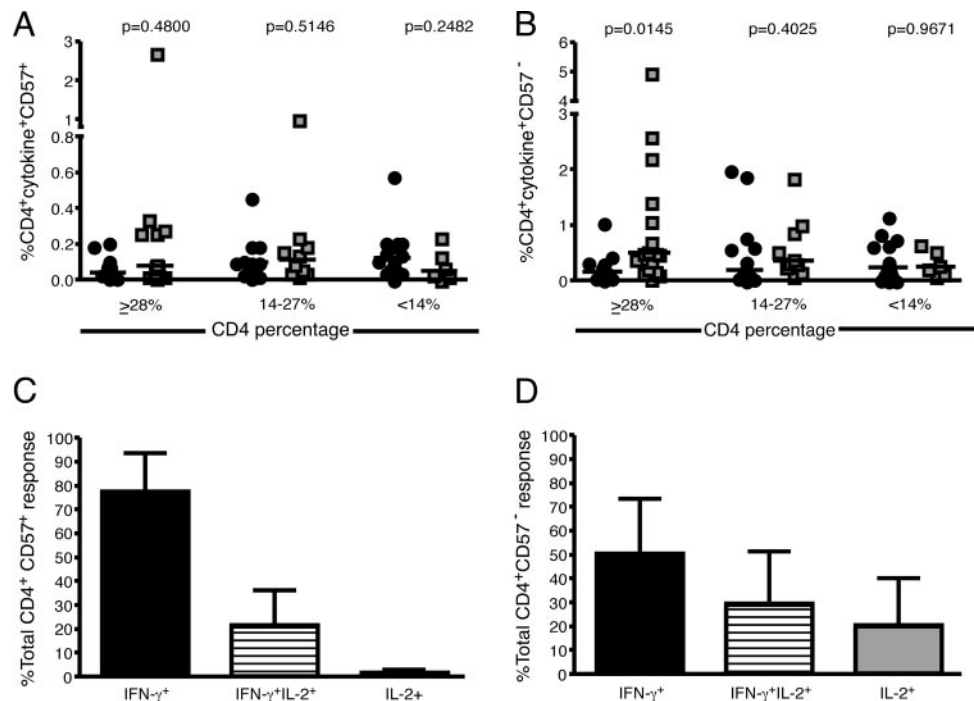 A
p=0.4800 p=0.5146 p=0.2482
%CD4⁺cytokine⁺CD57⁺
3
2
1
0.8
0.6
0.4
0.2
0.0
≥28% 14-27% <14%
CD4 percentage
B
p=0.0145 p=0.4025 p=0.9671
%CD4⁺cytokine⁺CD57⁻
6
5
4
2
1
0
≥28% 14-27% <14%
CD4 percentage
C
%Total CD4⁺ CD57⁺ response
100
90
80
70
60
50
40
30
20
10
0
IFN-γ⁺ IFN-γ⁺IL-2⁺ IL-2+
D
%Total CD4⁺CD57⁻ response
100
90
80
70
60
50
40
30
20
10
0
IFN-γ⁺ IFN-γ⁺IL-2⁺ IL-2⁺